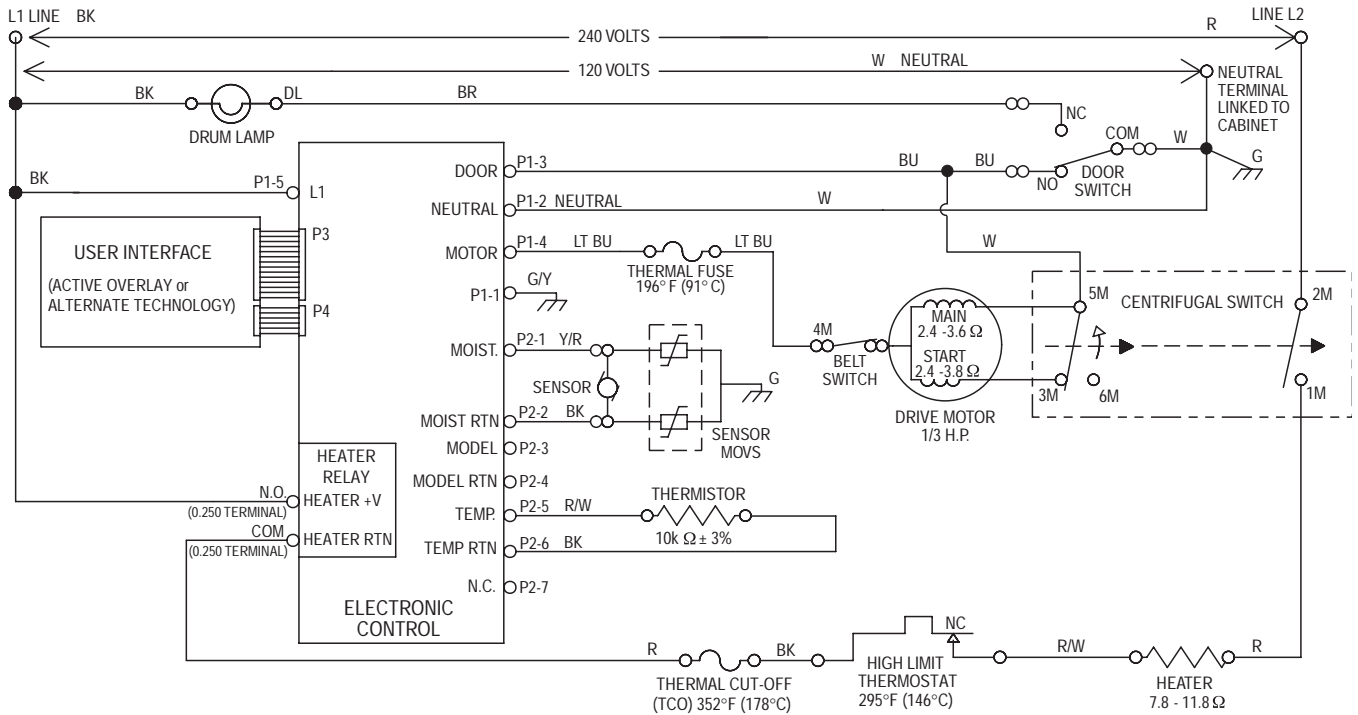 L1 LINE BK
R
LINE L2
240 VOLTS
120 VOLTS
W NEUTRAL
NEUTRAL
TERMINAL
LINKED TO
CABINET
BK
DL
BR
DRUM LAMP
NC
COM
W
G
DOOR
SWITCH
NO
BK
P1-5
L1
DOOR
P1-3
BU
BU
NEUTRAL
P1-2 NEUTRAL
W
P3
USER INTERFACE
(ACTIVE OVERLAY or
ALTERNATE TECHNOLOGY)
P4
MOTOR
P1-4
LT BU
LT BU
THERMAL FUSE
196° F (91° C)
W
P1-1
G/Y
5M
CENTRIFUGAL SWITCH
2M
MAIN
2.4 -3.6 Ω
START
2.4 -3.8 Ω
4M
BELT
SWITCH
3M
6M
1M
DRIVE MOTOR
1/3 H.P.
MOIST.
P2-1
Y/R
SENSOR
G
MOIST RTN
P2-2
BK
SENSOR
MOVS
MODEL
P2-3
HEATER
RELAY
MODEL RTN
P2-4
N.O.
(0.250 TERMINAL)
HEATER +V
COM
(0.250 TERMINAL)
HEATER RTN
TEMP.
P2-5
R/W
THERMISTOR
10k Ω ± 3%
TEMP RTN
P2-6
BK
N.C.
P2-7
ELECTRONIC
CONTROL
R
BK
THERMAL CUT-OFF
(TCO) 352°F (178°C)
NC
HIGH LIMIT
THERMOSTAT
295°F (146°C)
R/W
R
HEATER
7.8 - 11.8 Ω